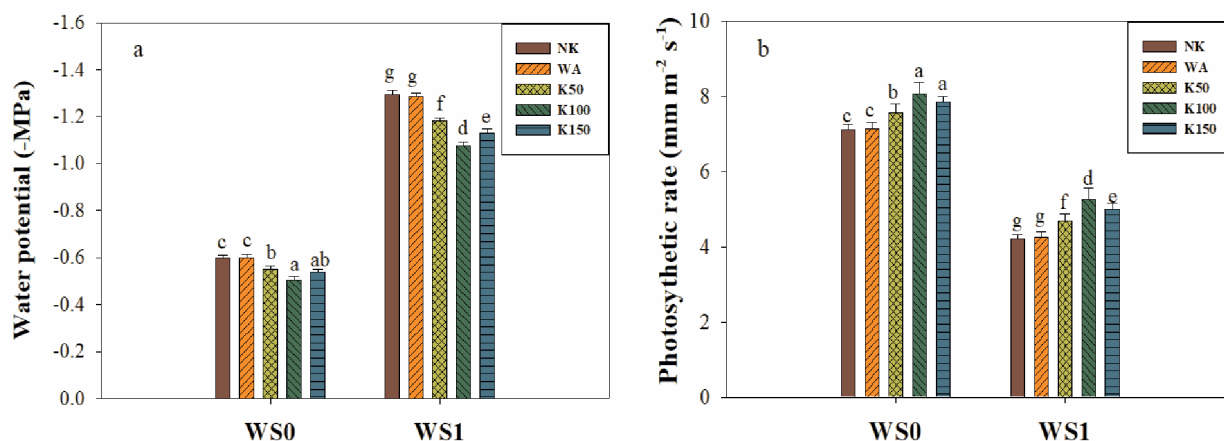 a
Water potential (-MPa)
-1.6
-1.4
-1.2
-1.0
-0.8
-0.6
-0.4
-0.2
0.0
c c b a ab
g g f d e
WS0 WS1
NK
WA
K50
K100
K150
b
Photosythetic rate (mm m⁻² s⁻¹)
10
8
6
4
2
0
c c b a a
g g f d e
WS0 WS1
NK
WA
K50
K100
K150